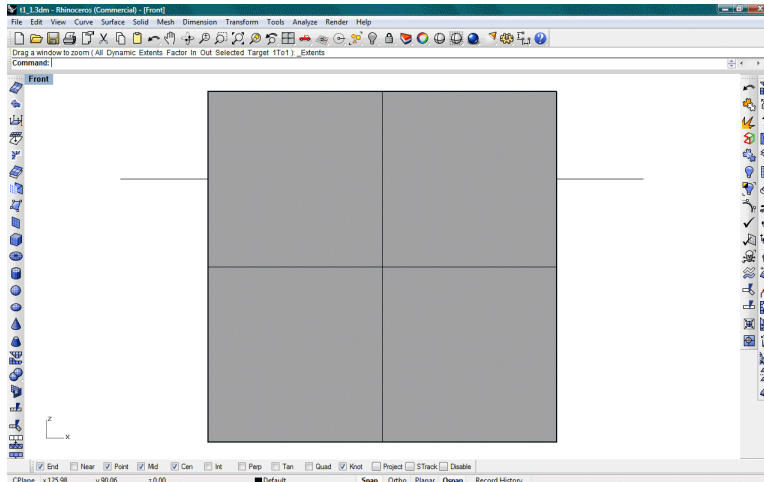 t1_1.3dm - Rhinoceros (Commercial) - [Front]
File Edit View Curve Surface Solid Mesh Dimension Transform Tools Analyze Render Help
Drag a window to zoom ( All Dynamic Extents Factor In Out Selected Target 1To1 ): _Extents
Command:
Front
z
x
End Near Point Mid Cen Int Perp Tan Quad Knot Project STrack Disable
CPlane x 125.98 y 90.06 z 0.00 Default Snap Ortho Planar Osnap Record History